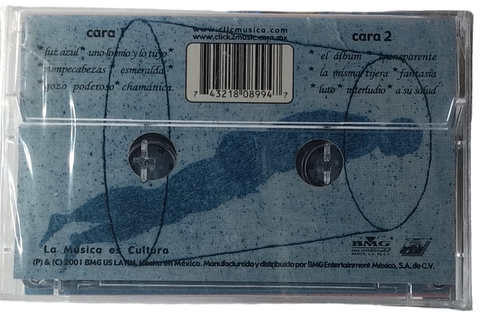 cara 1
luz azul * uno lo mío y lo tuyo *
rompecabezas * esmeralda *
gozo poderoso * chamánica.
www.clicmusica.com
www.click2music.com.mx
7 43218 08994 7
cara 2
* el álbum * transparente
la misma tijera * fantasía
* luto * interludio * a su salud
La Música es Cultura
BMG
(P) & (C) 2001 BMG US LATIN. Hecho en México. Manufacturado y distribuido por BMG Entertainment México, S.A. de C.V.